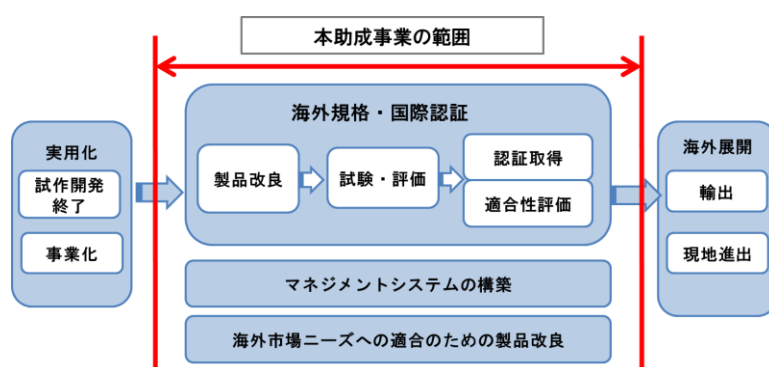 本助成事業の範囲
海外規格・国際認証
実用化
試作開発
終了
事業化
製品改良
試験・評価
認証取得
適合性評価
海外展開
輸出
現地進出
マネジメントシステムの構築
海外市場ニーズへの適合のための製品改良